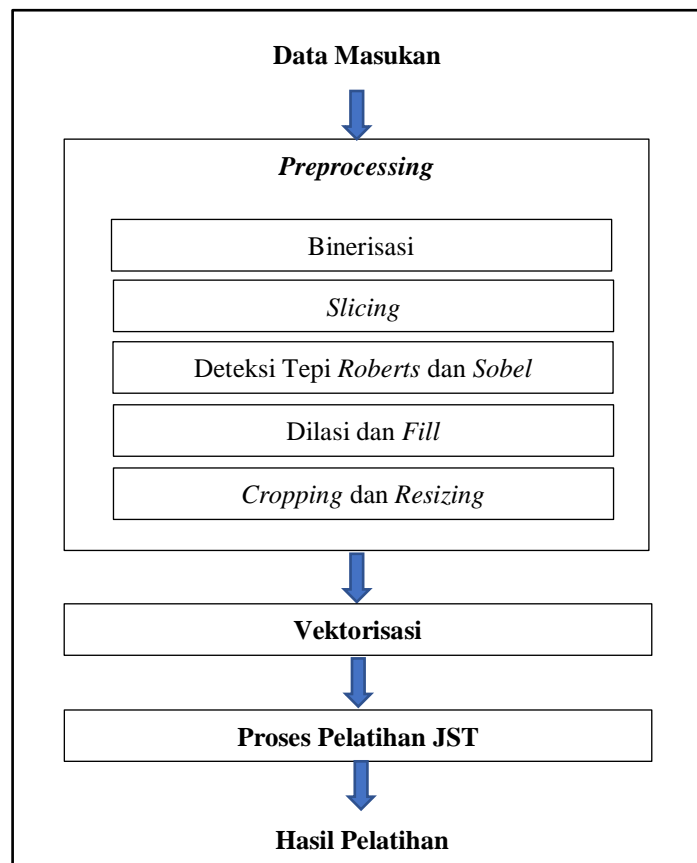 Data Masukan
Preprocessing
Binerisasi
Slicing
Deteksi Tepi Roberts dan Sobel
Dilasi dan Fill
Cropping dan Resizing
Vektorisasi
Proses Pelatihan JST
Hasil Pelatihan